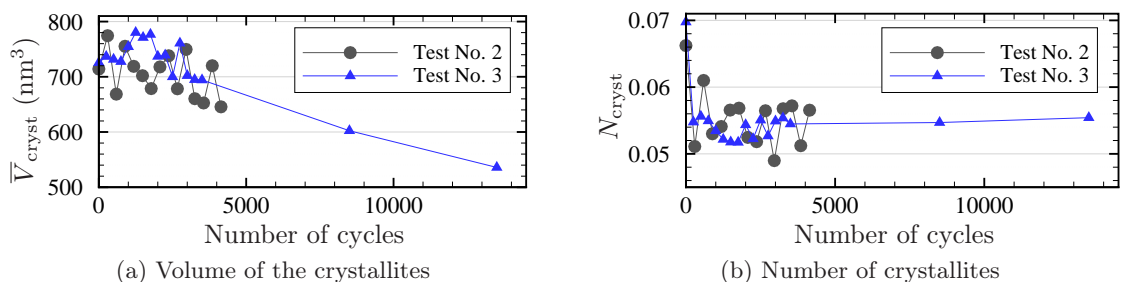 800
700
600
500
V̅cryst (nm³)
Test No. 2
Test No. 3
0 5000 10000
Number of cycles
(a) Volume of the crystallites
0.07
0.06
0.05
Ncryst
Test No. 2
Test No. 3
0 5000 10000
Number of cycles
(b) Number of crystallites